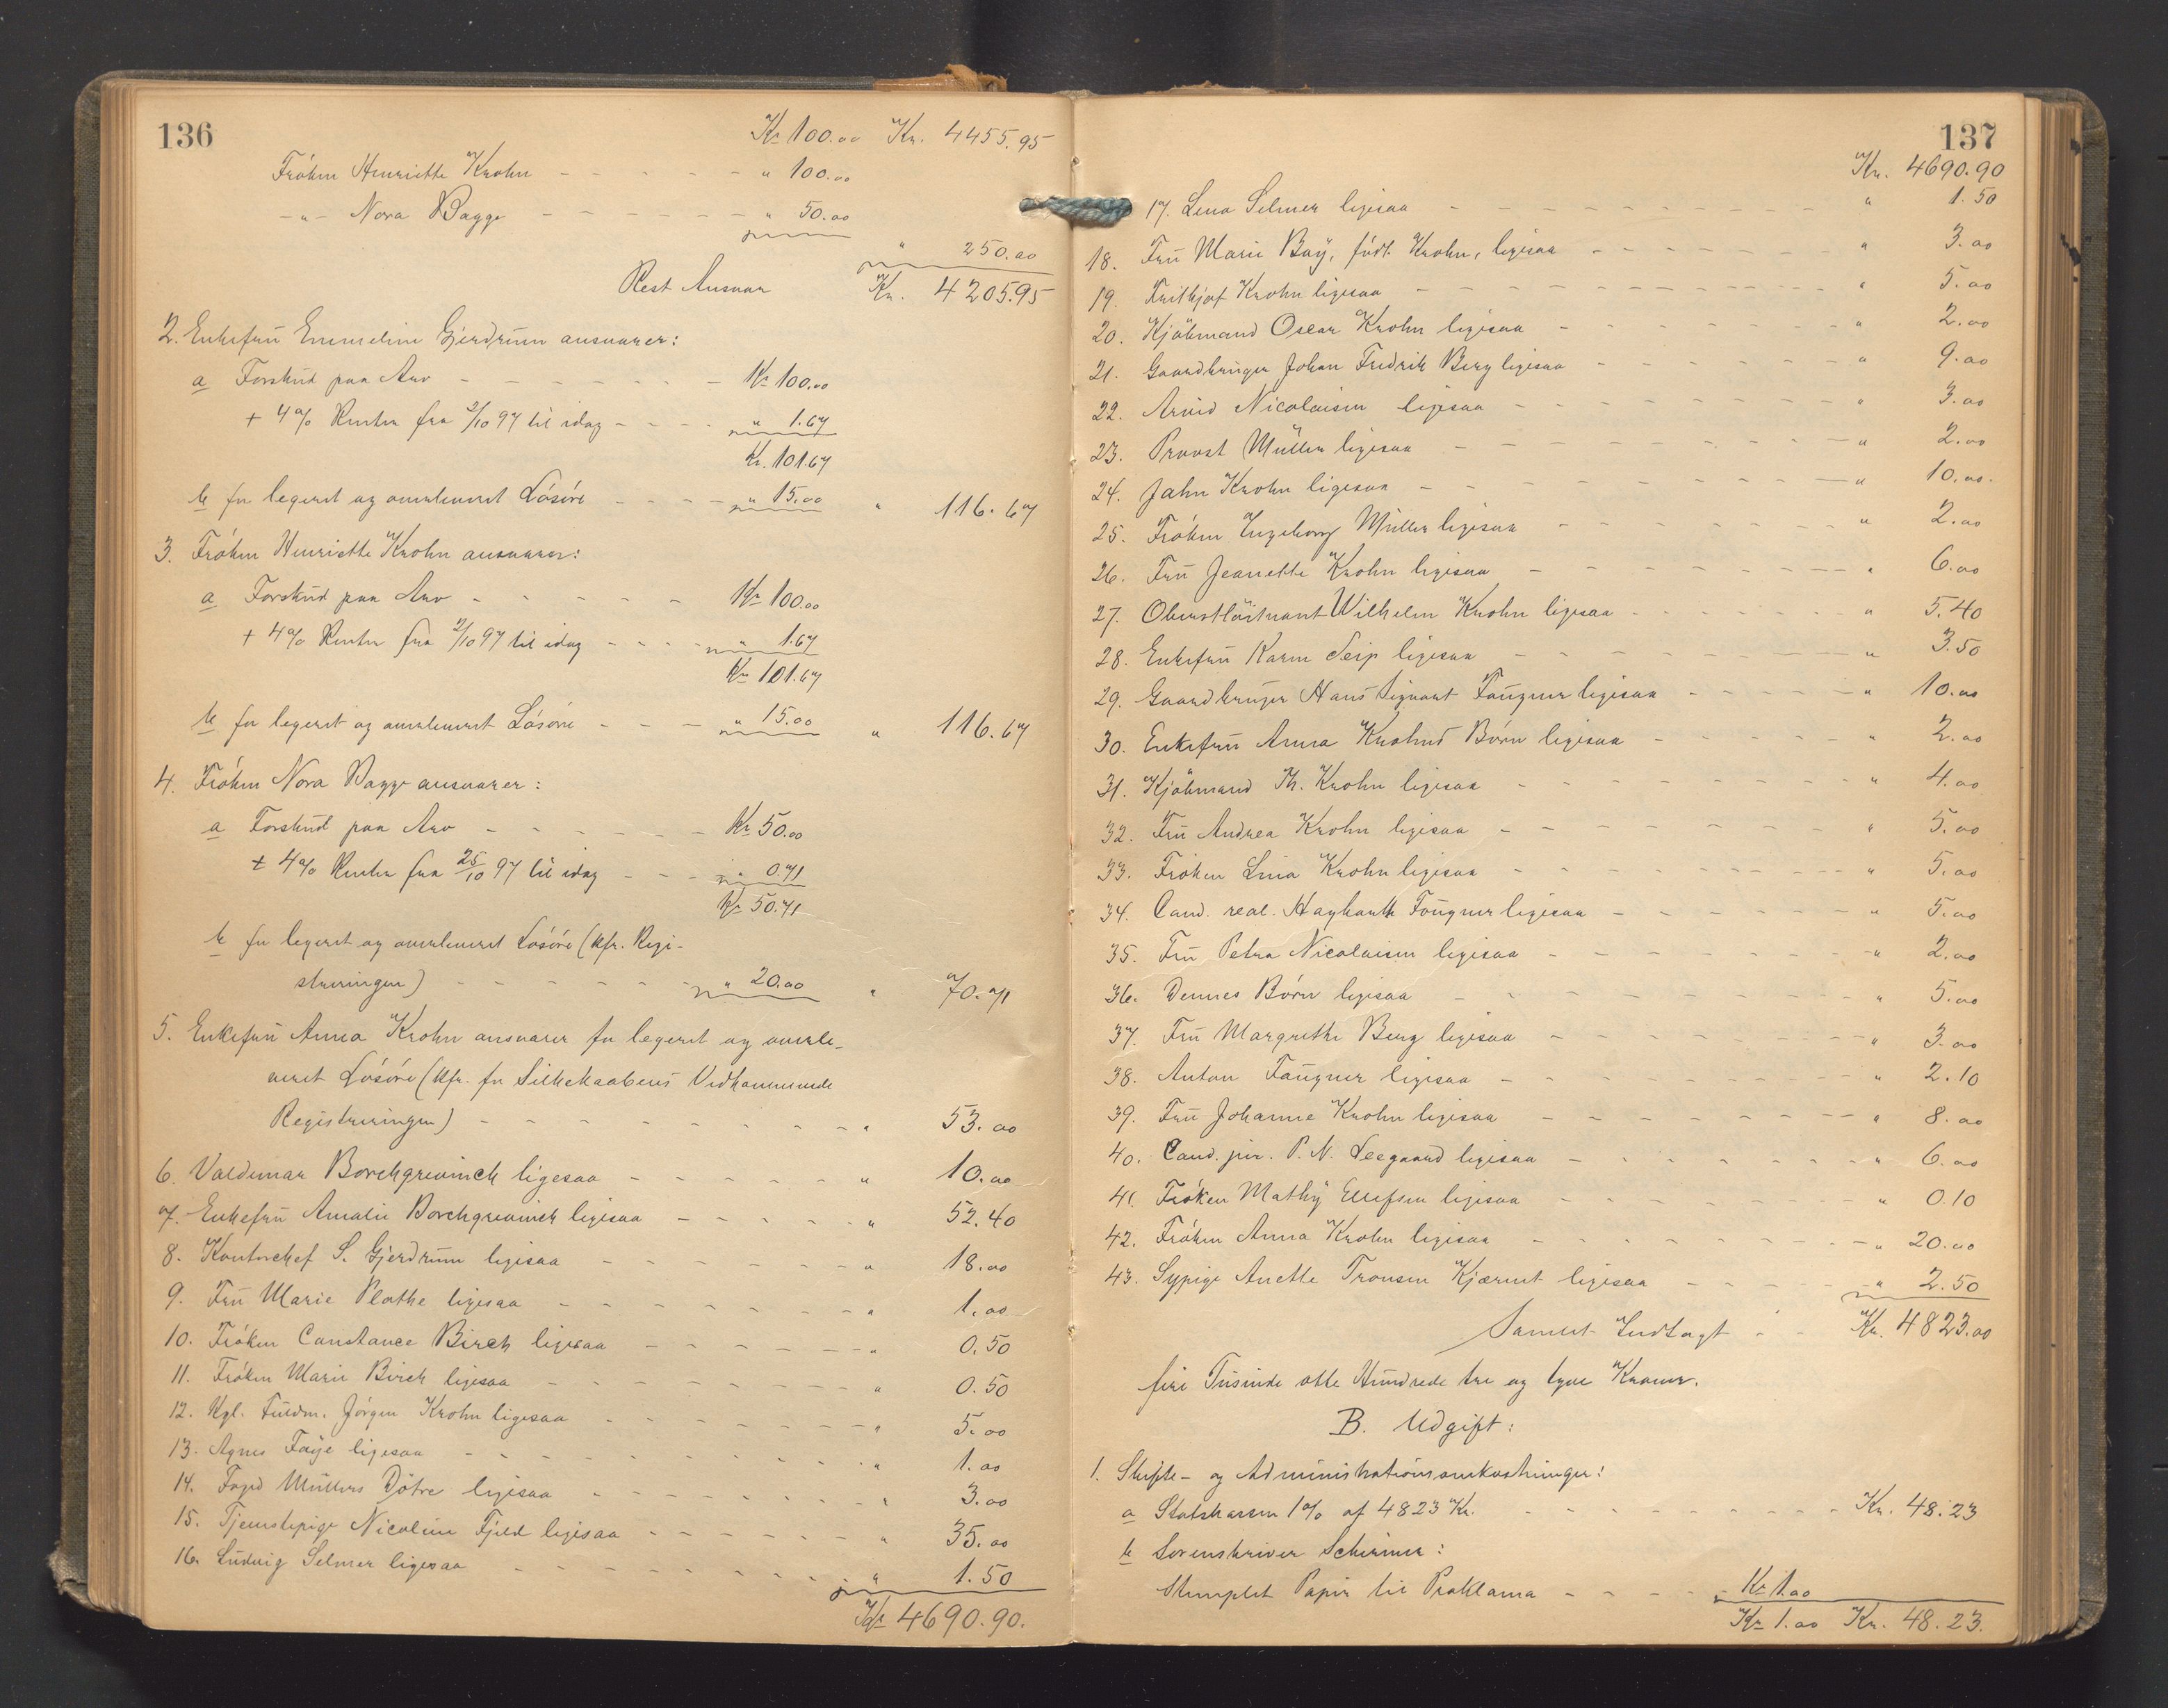 136
Kr 100.00 Kr. 4455.95
Frøken Henriette Krohn - - - - - " 100.00
-"- Nora Bagge - - - - - - - " 50.00
" 250.00
Rest Ansvar Kr. 4205.95
2. Enkefru Emmeline Gjerdrum ansvarer:
a Forskud paa Arv - - - - - - - Kr 100.00
+ 4% Renter fra 2/10 97 til idag - - - - " 1.67
Kr. 101.67
b for legeret og annammet Løsøre - - - - " 15.00 " 116.67
3. Frøken Henriette Krohn ansvarer:
a Forskud paa Arv - - - - - - Kr 100.00
+ 4% Renter fra 2/10 97 til idag - - - - " 1.67
Kr 101.67
b for legeret og annammet Løsøre - - - " 15.00 " 116.67
4. Frøken Nora Bagge ansvarer:
a Forskud paa Arv - - - - - - Kr 50.00
+ 4% Renter fra 25/10 97 til idag - - - " 0.71
Kr 50.71
b for legeret og annammet Løsøre (kfr. Regi-
streringen) - - - - - - - " 20.00 " 70.71
5. Enkefru Anna Krohn ansvarer for legeret og
Løsøre (kfr. for Silkekaabens Vedkommende
Registreringen) - - - - - - - - - - " 53.00
6. Valdemar Borchgrevinck ligesaa - - - - - - " 10.00
7. Enkefru Amalie Borchgrevinck ligesaa - - - - - " 52.40
8. Kontorchef S. Gjerdrum ligesaa - - - - - - " 18.00
9. Fru Marie Plathe ligesaa - - - - - - - - " 1.00
10. Frøken Constance Birch ligesaa - - - - - - " 0.50
11. Frøken Marie Birch ligesaa - - - - - - - - " 0.50
12. Kgl. Fuldm. Jørgen Krohn ligesaa - - - - - - " 5.00
13. Agnes Faÿe ligesaa - - - - - - - - - " 1.00
14. Foged Müllers Døtre ligesaa - - - - - - - " 3.00
15. Tjenstepige Nicoline Fjeld ligesaa - - - - - - " 35.00
16. Ludvig Selmer ligesaa - - - - - - - - " 1.50
Kr 4690.90.
137
Kr. 4690.90
17. Lena Selmer ligesaa - - - - - - - - - - " 1.50
18. Fru Marie Baÿ, født Krohn, ligesaa - - - - - - - " 3.00
19. Frithjof Krohn ligesaa - - - - - - - - - - - " 5.00
20. Kjøbmand Oscar Krohn ligesaa - - - - - - - - " 2.00
21. Gaardbruger Johan Fredrik Berg ligesaa - - - - - - - " 9.00
22. Arvid Nicolaisen ligesaa - - - - - - - - - " 3.00
23. Provst Müller ligesaa - - - - - - - - - - " 2.00
24. Jahn Krohn ligesaa - - - - - - - - - - - " 10.00.
25. Frøken Ingeborg Müller ligesaa - - - - - - - - " 2.00
26. Fru Jeanette Krohn ligesaa - - - - - - - - - " 6.00
27. Oberstløitnant Wilhelm Krohn ligesaa - - - - - - - " 5.40
28. Enkefru Karen Seip ligesaa - - - - - - - - - " 3.50
29. Gaardbruger Hans Sigvart Fougner ligesaa - - - - - " 10.00
30. Enkefru Anna Krohns Børn ligesaa - - - - - - " 2.00
31. Kjøbmand Th. Krohn ligesaa - - - - - - - - " 4.00
32. Fru Andrea Krohn ligesaa - - - - - - - - - " 5.00
33. Frøken Lina Krohn ligesaa - - - - - - - - " 5.00
34. Cand. real. Fougner ligesaa - - - - - - " 5.00
35. Fru Petra Nicolaisen ligesaa - - - - - - - - " 2.00
36. Dennes Børn ligesaa - - - - - - - - - " 5.00
37. Fru Margrethe Berg ligesaa - - - - - - - - " 3.00
38. Anton Fougner ligesaa - - - - - - - - - " 2.10
39. Fru Johanne Krohn ligesaa - - - - - - - - " 8.00
40. Cand. jur. P. N. Seegaard ligesaa - - - - - - - " 6.00
41. Frøken Mathÿ Ellefsen ligesaa - - - - - - - - " 0.10
42. Frøken Anna Krohn ligesaa - - - - - - - - - " 20.00
43. Sypige Anette Tronsen Kjærnet ligesaa - - - - - - " 2.50
Samlet Indtægt - - Kr. 4823.00
fire Tusinde otte Hundrede tre og tyve Kroner.
B. Udgift:
1. Skifte- og Administrationsomkostninger:
a Statskassen 1% af 4823 Kr. - - - - - - - - Kr. 48.23
b Sorenskriver Schirmer:
Stemplet Papir til Proklama - - - - - Kr 1.00
Kr 1.00 Kr. 48.23.